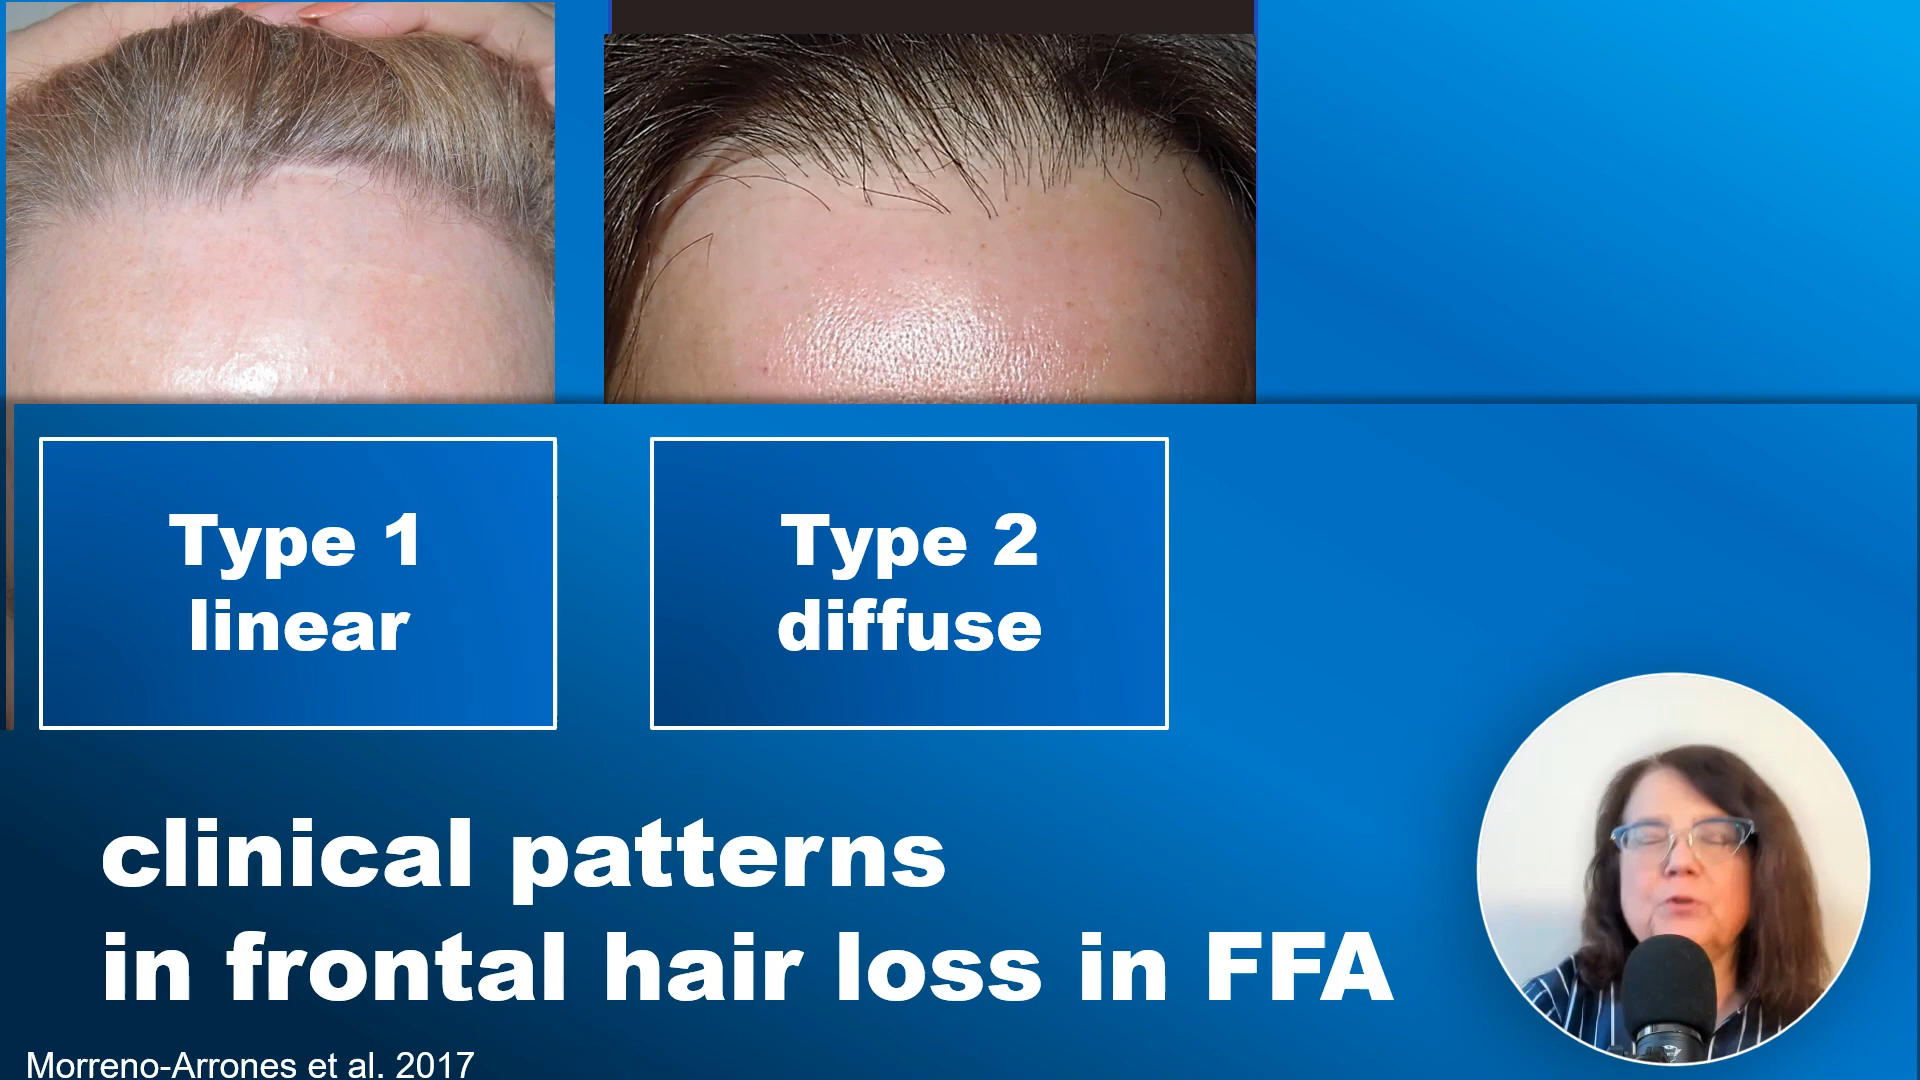 Type 1
linear
Type 2
diffuse
clinical patterns
in frontal hair loss in FFA
Morreno-Arrones et al. 2017